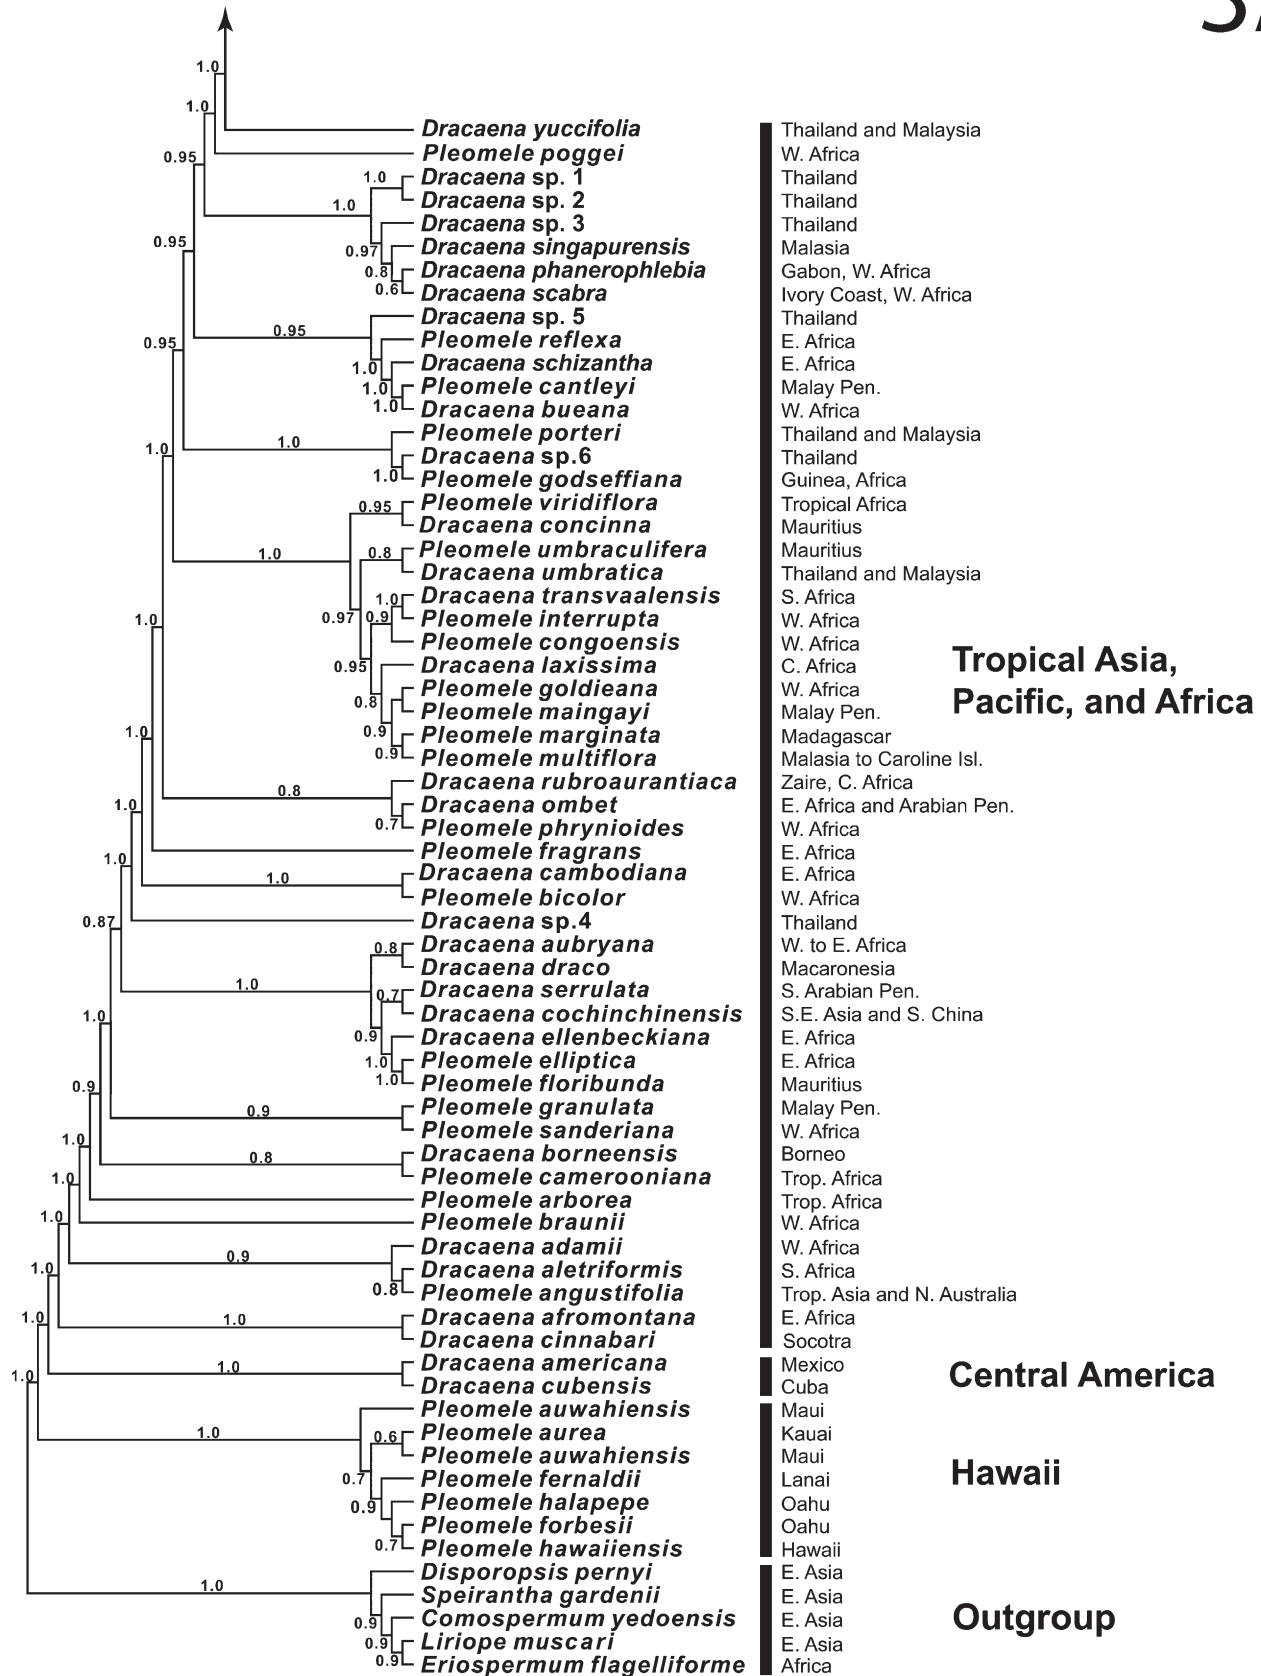 1.0
1.0
Dracaena yuccifolia Thailand and Malaysia
0.95
Pleomele poggei W. Africa
1.0
Dracaena sp. 1 Thailand
1.0
Dracaena sp. 2 Thailand
Dracaena sp. 3 Thailand
0.95
0.97
Dracaena singapurensis Malasia
0.8
Dracaena phanerophlebia Gabon, W. Africa
0.6
Dracaena scabra Ivory Coast, W. Africa
Dracaena sp. 5 Thailand
0.95
0.95
Pleomele reflexa E. Africa
1.0
Dracaena schizantha E. Africa
1.0
Pleomele cantleyi Malay Pen.
1.0
Dracaena bueana W. Africa
Pleomele porteri Thailand and Malaysia
1.0
1.0
Dracaena sp.6 Thailand
1.0
Pleomele godseffiana Guinea, Africa
Pleomele viridiflora Tropical Africa
0.95
Dracaena concinna Mauritius
1.0
0.8
Pleomele umbraculifera Mauritius
Dracaena umbratica Thailand and Malaysia
1.0
Dracaena transvaalensis S. Africa
1.0
0.97
0.9
Pleomele interrupta W. Africa
Pleomele congoensis W. Africa
0.95
Dracaena laxissima C. Africa
Tropical Asia,
Pacific, and Africa
0.8
Pleomele goldieana W. Africa
Pleomele maingayi Malay Pen.
1.0
0.9
Pleomele marginata Madagascar
0.9
Pleomele multiflora Malasia to Caroline Isl.
0.8
Dracaena rubroaurantiaca Zaire, C. Africa
1.0
Dracaena ombet E. Africa and Arabian Pen.
0.7
Pleomele phrynioides W. Africa
1.0
Pleomele fragrans E. Africa
1.0
Dracaena cambodiana E. Africa
Pleomele bicolor W. Africa
0.87
Dracaena sp.4 Thailand
0.8
Dracaena aubryana W. to E. Africa
Dracaena draco Macaronesia
1.0
0.7
Dracaena serrulata S. Arabian Pen.
1.0
Dracaena cochinchinensis S.E. Asia and S. China
0.9
Dracaena ellenbeckiana E. Africa
1.0
Pleomele elliptica E. Africa
0.9
1.0
Pleomele floribunda Mauritius
0.9
Pleomele granulata Malay Pen.
1.0
Pleomele sanderiana W. Africa
0.8
Dracaena borneensis Borneo
1.0
Pleomele camerooniana Trop. Africa
Pleomele arborea Trop. Africa
1.0
Pleomele braunii W. Africa
0.9
Dracaena adamii W. Africa
1.0
Dracaena aletriformis S. Africa
0.8
Pleomele angustifolia Trop. Asia and N. Australia
1.0
1.0
Dracaena afromontana E. Africa
Dracaena cinnabari Socotra
1.0
1.0
Dracaena americana Mexico
Central America
Dracaena cubensis Cuba
Pleomele auwahiensis Maui
1.0
0.6
Pleomele aurea Kauai
Pleomele auwahiensis Maui
0.7
Pleomele fernaldii Lanai
Hawaii
0.9
Pleomele halapepe Oahu
Pleomele forbesii Oahu
0.7
Pleomele hawaiiensis Hawaii
1.0
Disporopsis pernyi E. Asia
Speirantha gardenii E. Asia
0.9
Comospermum yedoensis E. Asia
Outgroup
0.9
Liriope muscari E. Asia
0.9
Eriospermum flagelliforme Africa